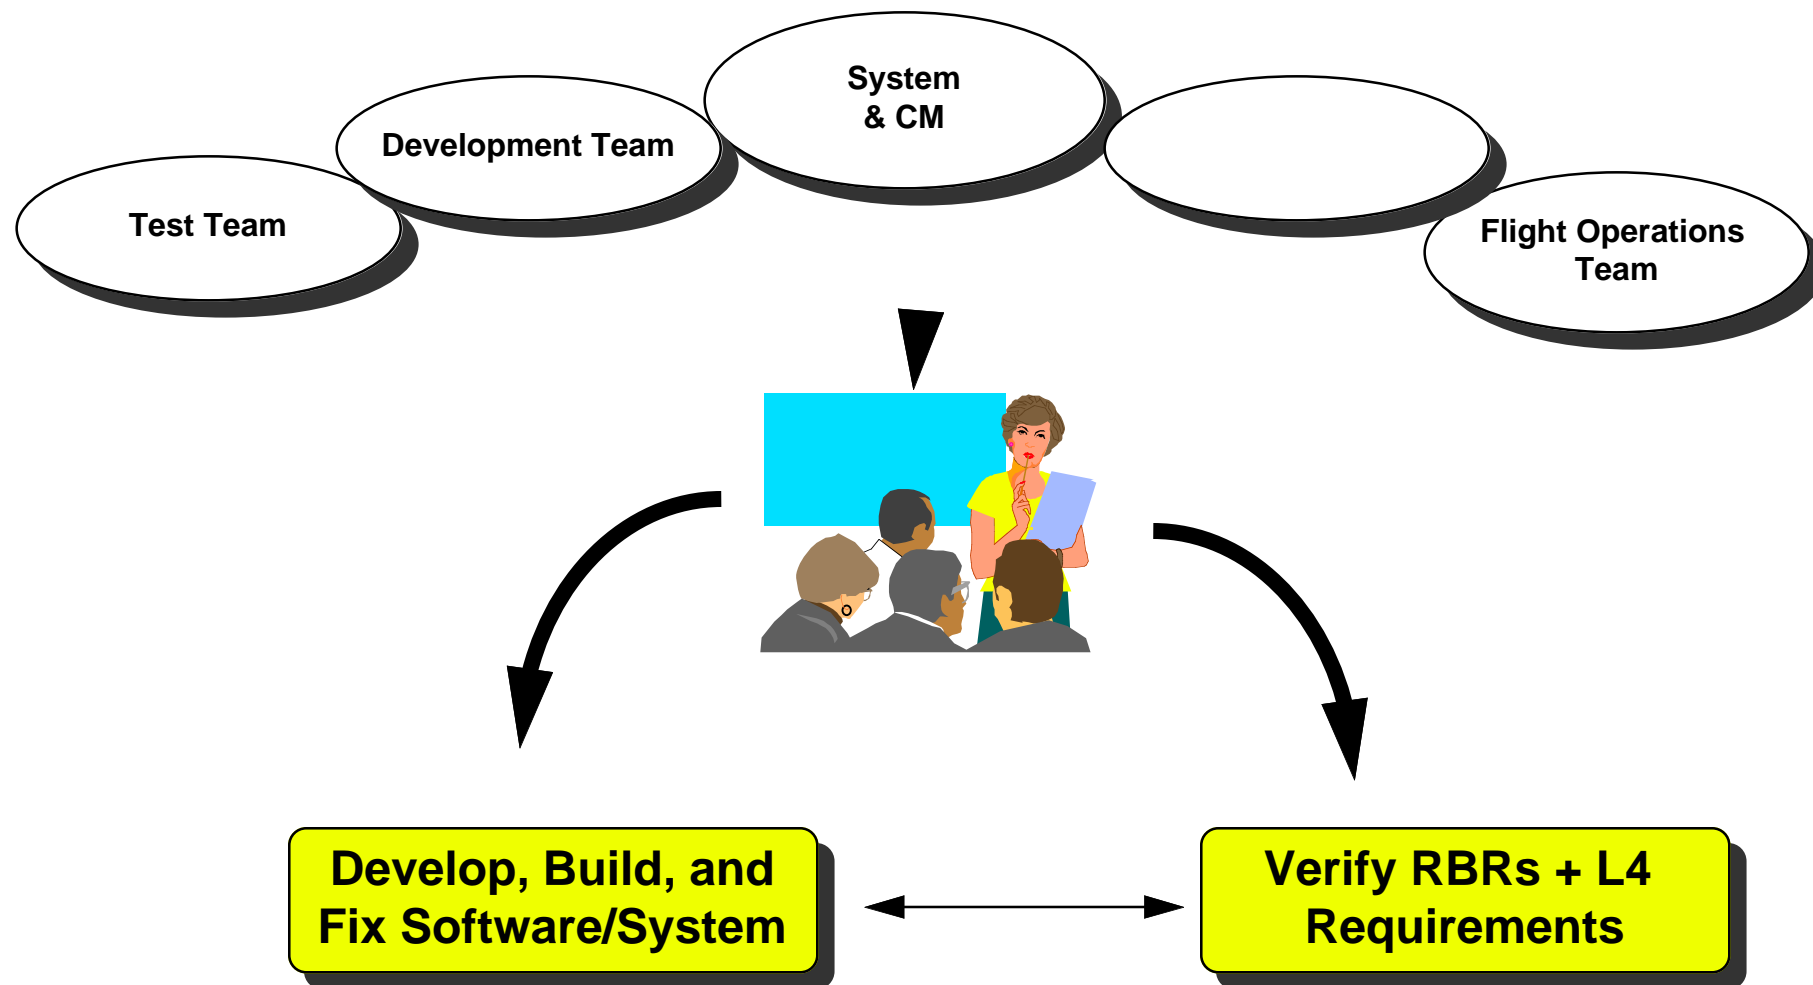 System
& CM
Development Team
Test Team
Flight Operations
Team
Develop, Build, and
Fix Software/System
Verify RBRs + L4
Requirements